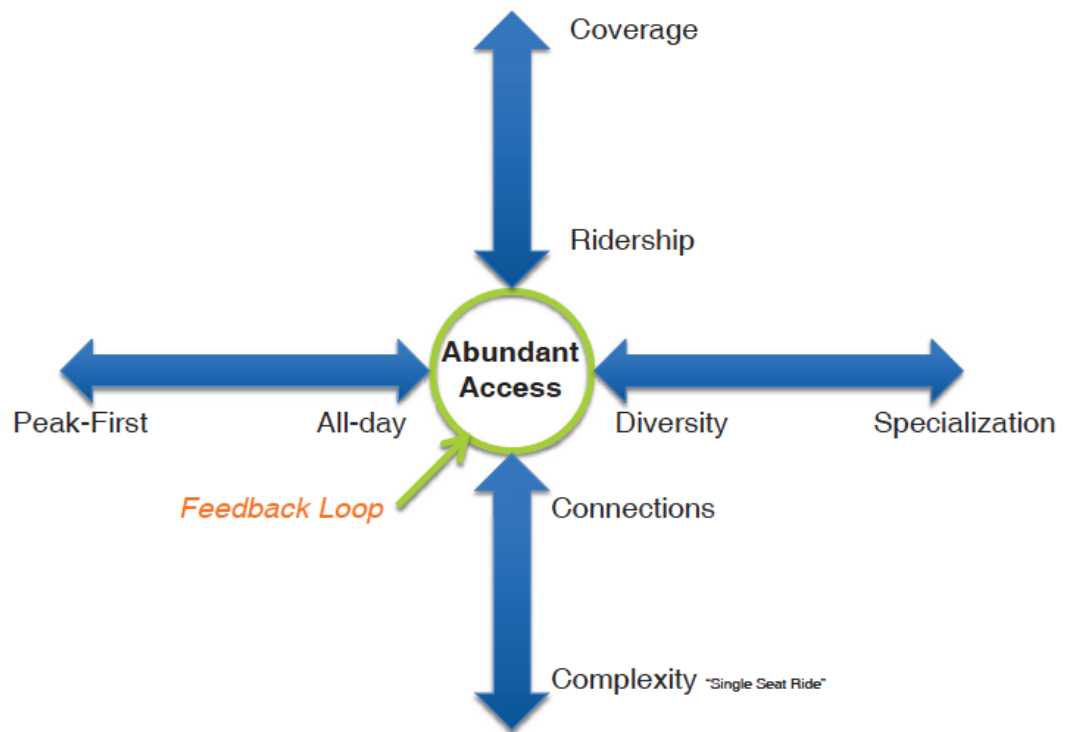 Coverage
Ridership
Abundant
Access
Peak-First
All-day
Diversity
Specialization
Feedback Loop
Connections
Complexity "Single Seat Ride"